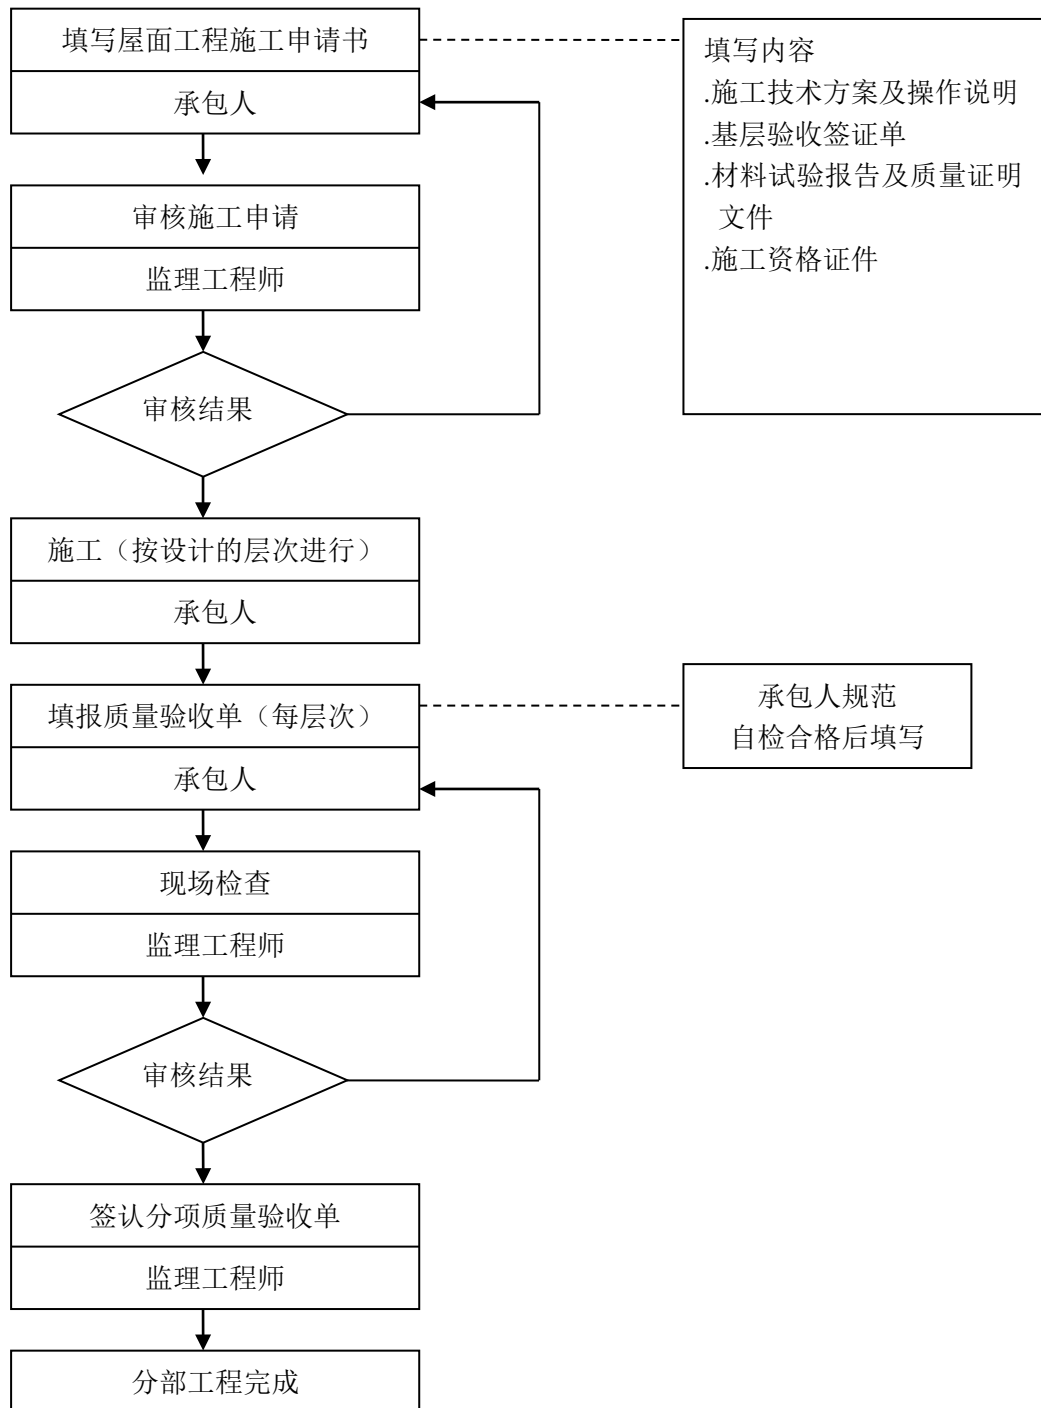 填写屋面工程施工申请书
承包人
填写内容
.施工技术方案及操作说明
.基层验收签证单
.材料试验报告及质量证明
文件
.施工资格证件
审核施工申请
监理工程师
审核结果
施工（按设计的层次进行）
承包人
填报质量验收单（每层次）
承包人
承包人规范
自检合格后填写
现场检查
监理工程师
审核结果
签认分项质量验收单
监理工程师
分部工程完成